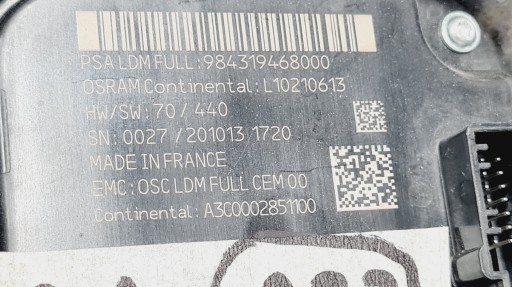 PSA LDM FULL:984319468000
OSRAM Continental: L10210613
HW/SW: 70 / 440
SN: 0027 / 201013 1720
MADE IN FRANCE
EMC: OSC LDM FULL CEM 00
Continental: A3C0002851100